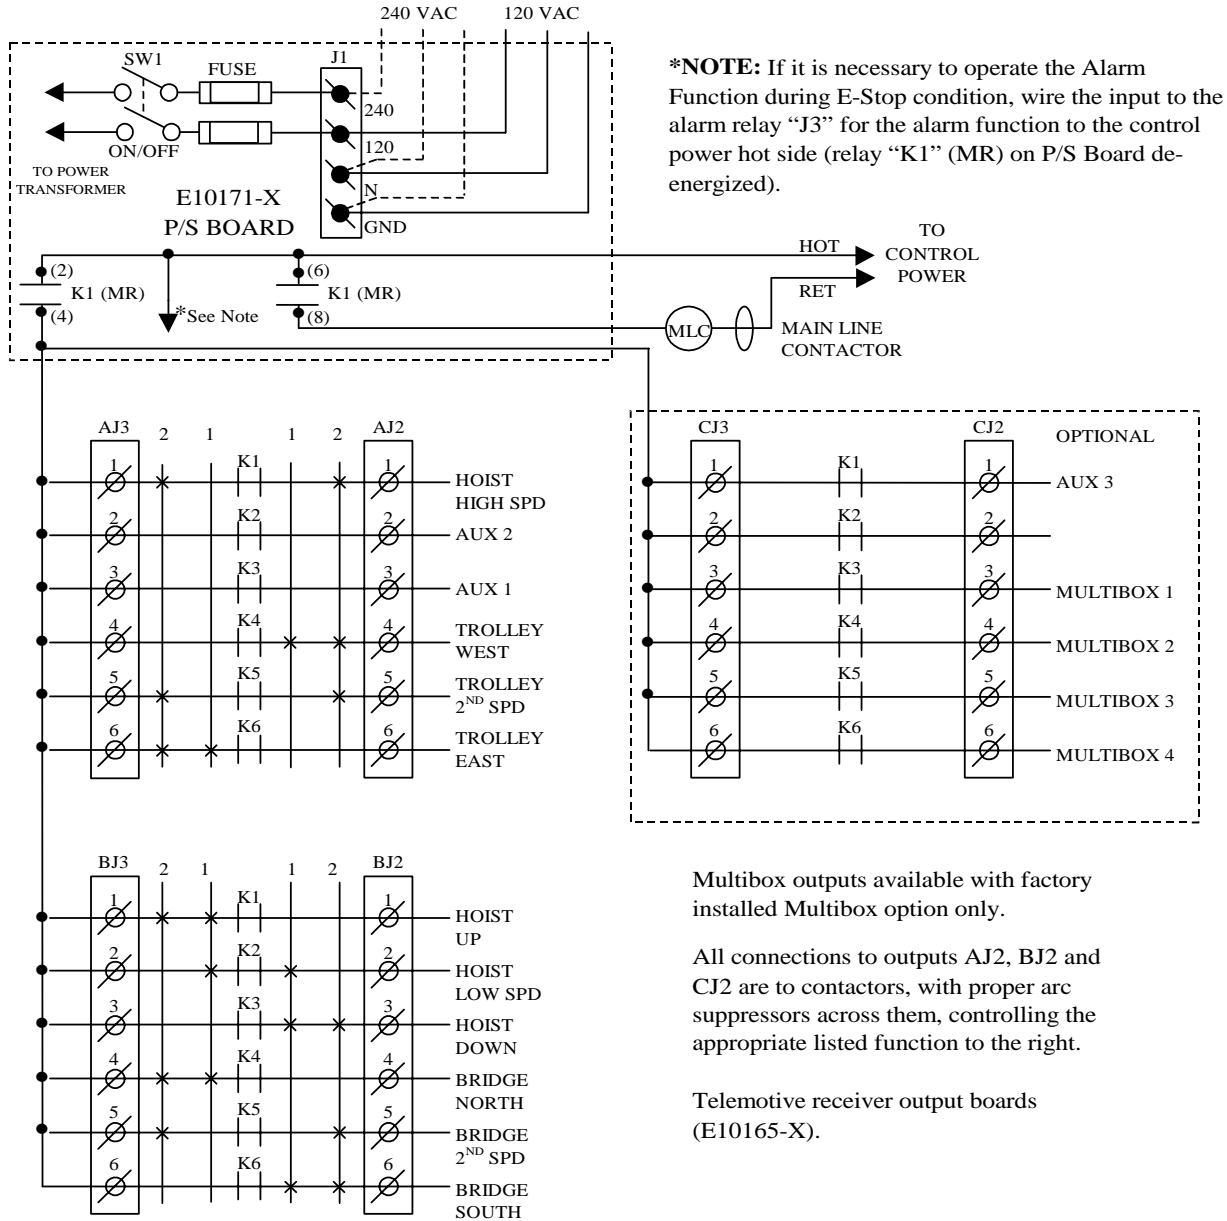 240 VAC
120 VAC
SW1
FUSE
J1
240
120
N
GND
ON/OFF
TO POWER
TRANSFORMER
E10171-X
P/S BOARD
*NOTE: If it is necessary to operate the Alarm
Function during E-Stop condition, wire the input to the
alarm relay “J3” for the alarm function to the control
power hot side (relay “K1” (MR) on P/S Board de-
energized).
HOT
RET
TO
CONTROL
POWER
(2)
K1 (MR)
(4)
*See Note
(6)
K1 (MR)
(8)
MLC
MAIN LINE
CONTACTOR
AJ3
2
1
1
2
AJ2
1
K1
1
HOIST
HIGH SPD
2
K2
2
AUX 2
3
K3
3
AUX 1
4
K4
4
TROLLEY
WEST
5
K5
5
TROLLEY
2ND SPD
6
K6
6
TROLLEY
EAST
CJ3
CJ2
OPTIONAL
1
K1
1
AUX 3
2
K2
2
3
K3
3
MULTIBOX 1
4
K4
4
MULTIBOX 2
5
K5
5
MULTIBOX 3
6
K6
6
MULTIBOX 4
BJ3
2
1
1
2
BJ2
1
K1
1
HOIST
UP
2
K2
2
HOIST
LOW SPD
3
K3
3
HOIST
DOWN
4
K4
4
BRIDGE
NORTH
5
K5
5
BRIDGE
2ND SPD
6
K6
6
BRIDGE
SOUTH
Multibox outputs available with factory
installed Multibox option only.
All connections to outputs AJ2, BJ2 and
CJ2 are to contactors, with proper arc
suppressors across them, controlling the
appropriate listed function to the right.
Telemotive receiver output boards
(E10165-X).